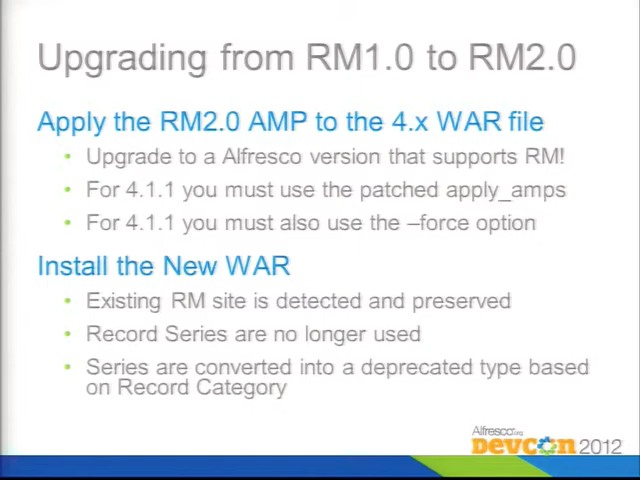 Upgrading from RM1.0 to RM2.0
Apply the RM2.0 AMP to the 4.x WAR file
• Upgrade to a Alfresco version that supports RM!
• For 4.1.1 you must use the patched apply_amps
• For 4.1.1 you must also use the –force option
Install the New WAR
• Existing RM site is detected and preserved
• Record Series are no longer used
• Series are converted into a deprecated type based
on Record Category
Alfresco.org
Devcon 2012